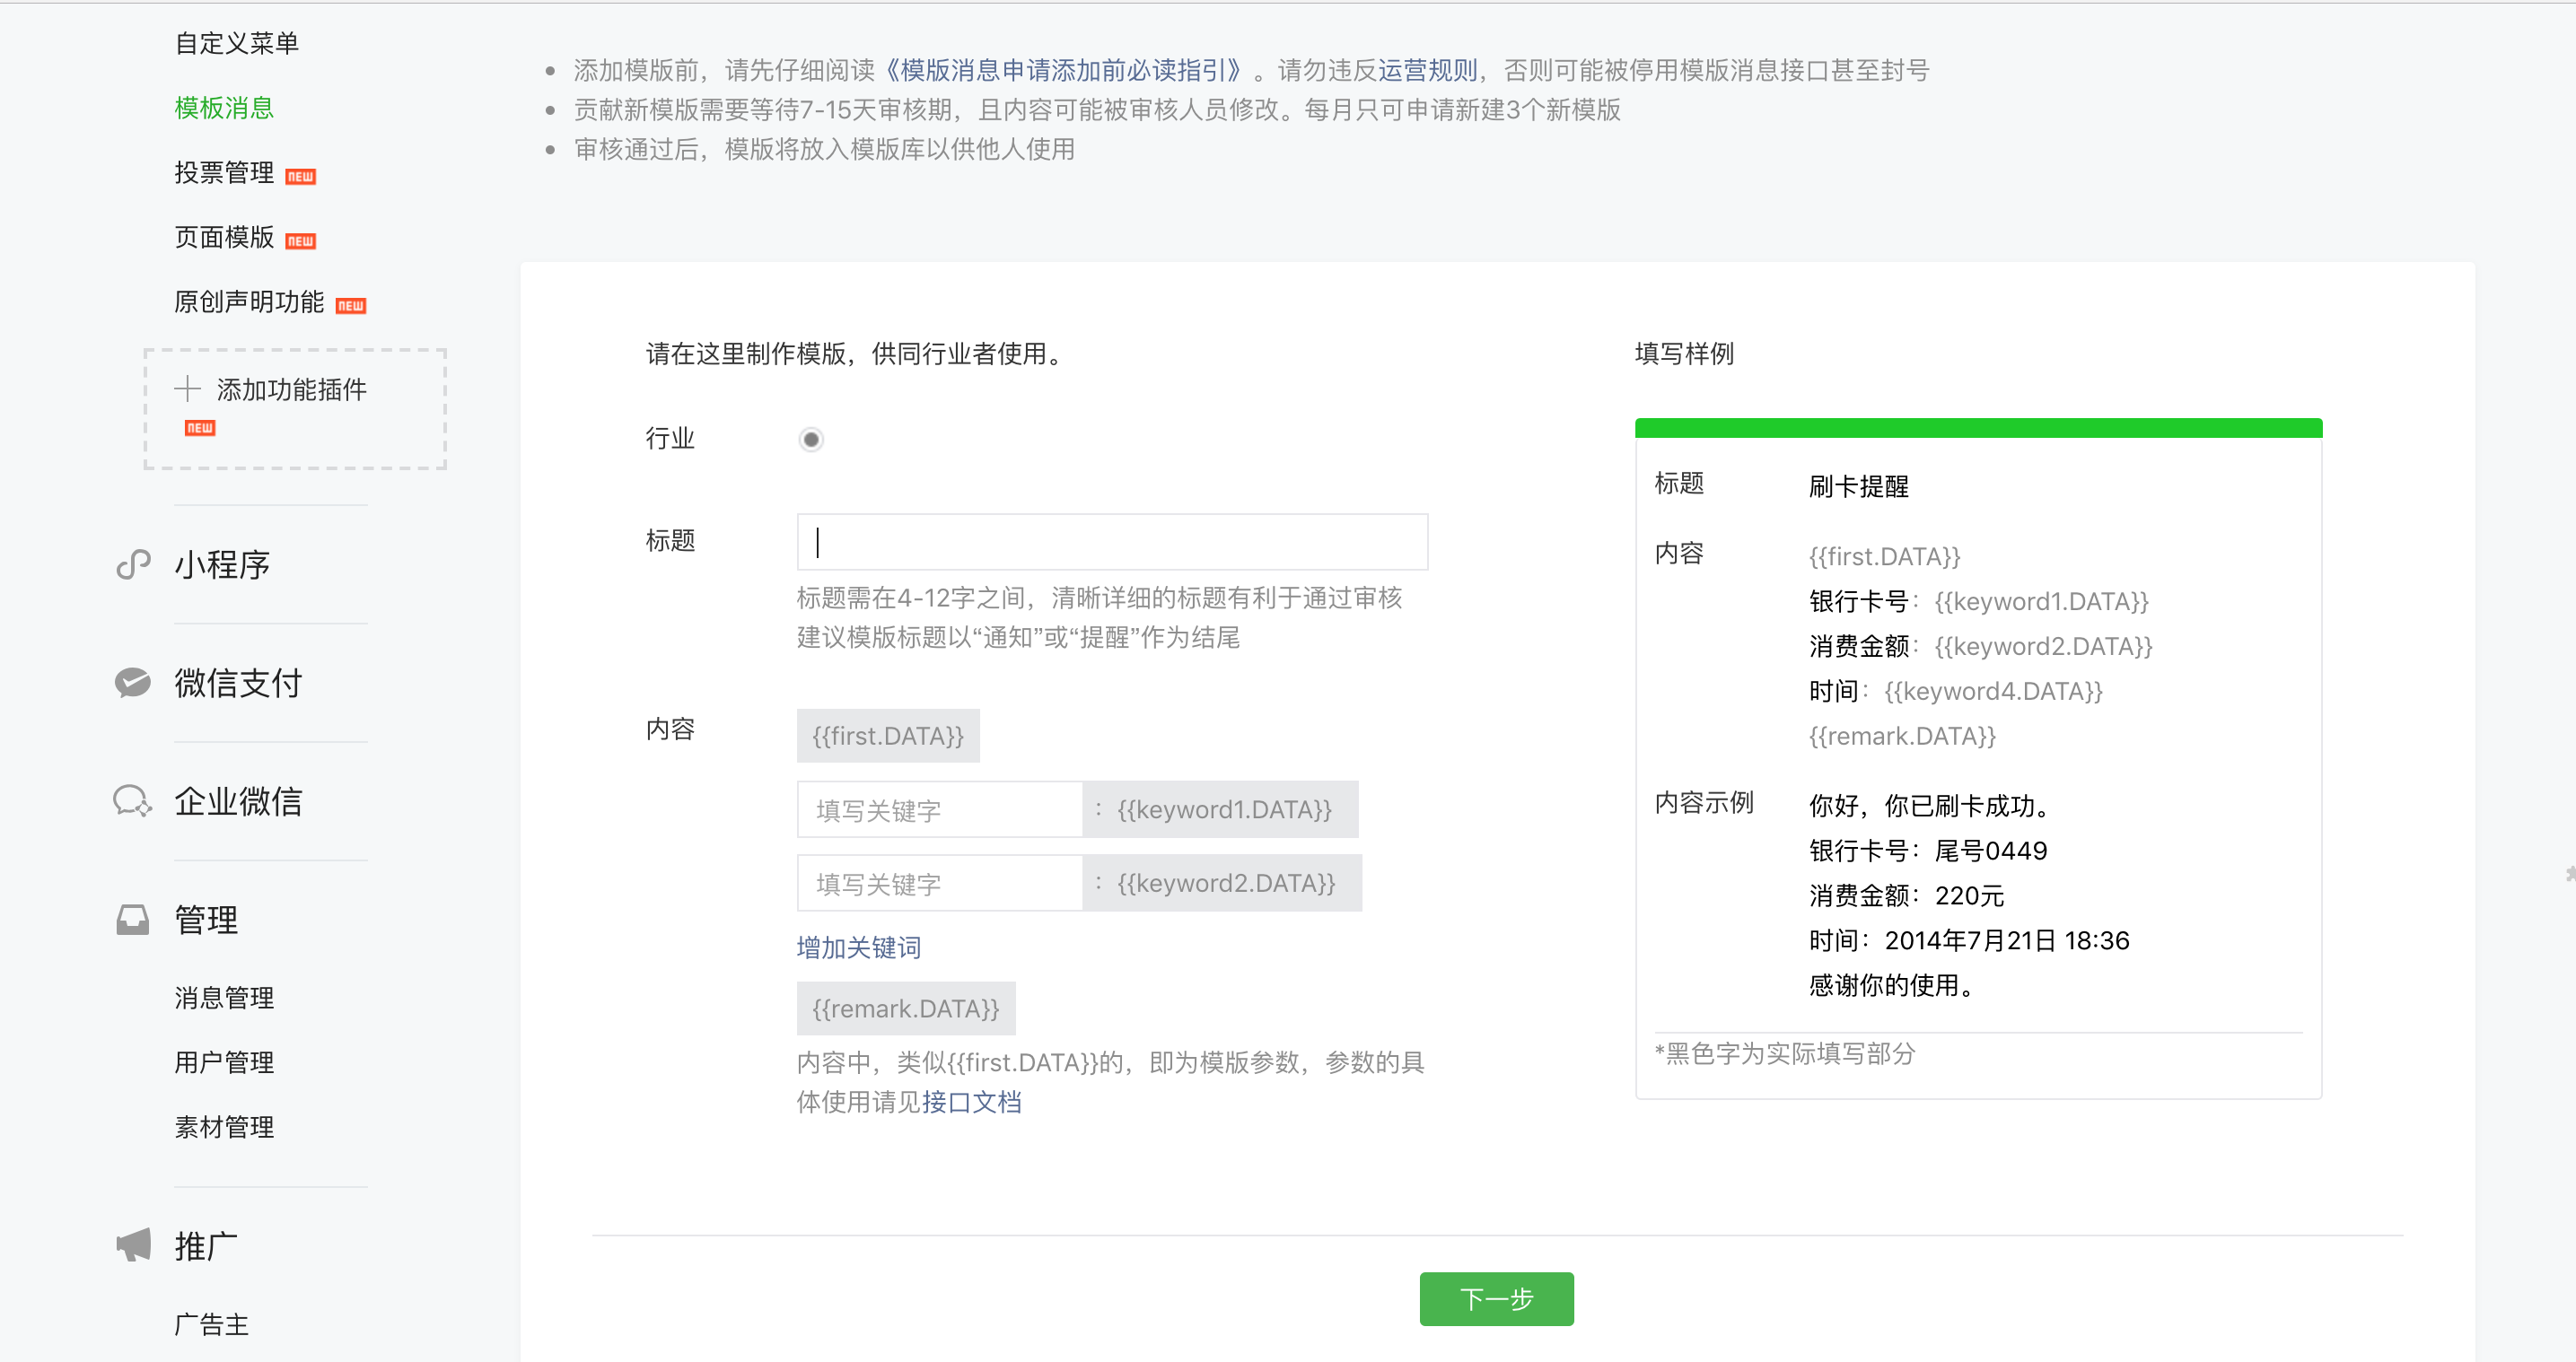 自定义菜单
模板消息
投票管理 NEW
页面模版 NEW
原创声明功能 NEW
添加功能插件
NEW
小程序
微信支付
企业微信
管理
消息管理
用户管理
素材管理
推广
广告主
添加模版前，请先仔细阅读《模版消息申请添加前必读指引》。请勿违反运营规则，否则可能被停用模版消息接口甚至封号
贡献新模版需要等待7-15天审核期，且内容可能被审核人员修改。每月只可申请新建3个新模版
审核通过后，模版将放入模版库以供他人使用
请在这里制作模版，供同行业者使用。
行业
标题
标题需在4-12字之间，清晰详细的标题有利于通过审核
建议模版标题以“通知”或“提醒”作为结尾
内容
{{first.DATA}}
填写关键字 : {{keyword1.DATA}}
填写关键字 : {{keyword2.DATA}}
增加关键词
{{remark.DATA}}
内容中，类似{{first.DATA}}的，即为模版参数，参数的具
体使用请见接口文档
填写样例
标题 刷卡提醒
内容 {{first.DATA}}
银行卡号：{{keyword1.DATA}}
消费金额：{{keyword2.DATA}}
时间：{{keyword4.DATA}}
{{remark.DATA}}
内容示例 你好，你已刷卡成功。
银行卡号：尾号0449
消费金额：220元
时间：2014年7月21日 18:36
感谢你的使用。
*黑色字为实际填写部分
下一步